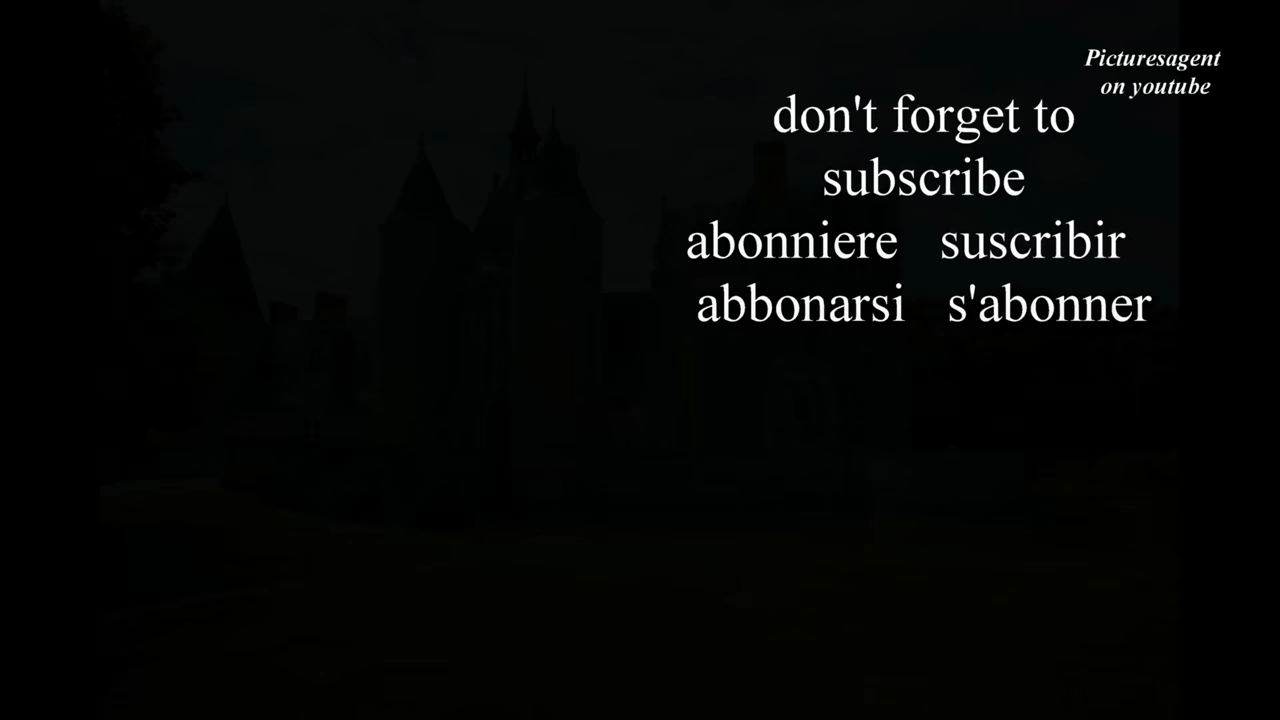 Picturesagent
on youtube
don't forget to
subscribe
abonniere suscribir
abbonarsi s'abonner